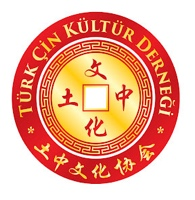 TÜRK ÇİN KÜLTÜR DERNEĞİ
文
土 中
化
土中文化协会